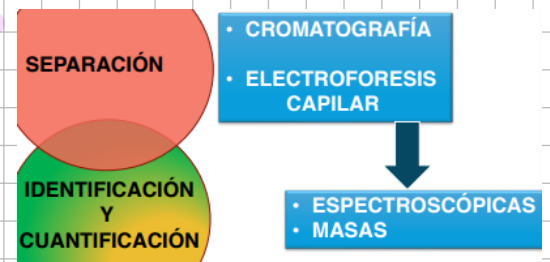 SEPARACIÓN
• CROMATOGRAFÍA
• ELECTROFORESIS
CAPILAR
IDENTIFICACIÓN
Y
CUANTIFICACIÓN
• ESPECTROSCÓPICAS
• MASAS